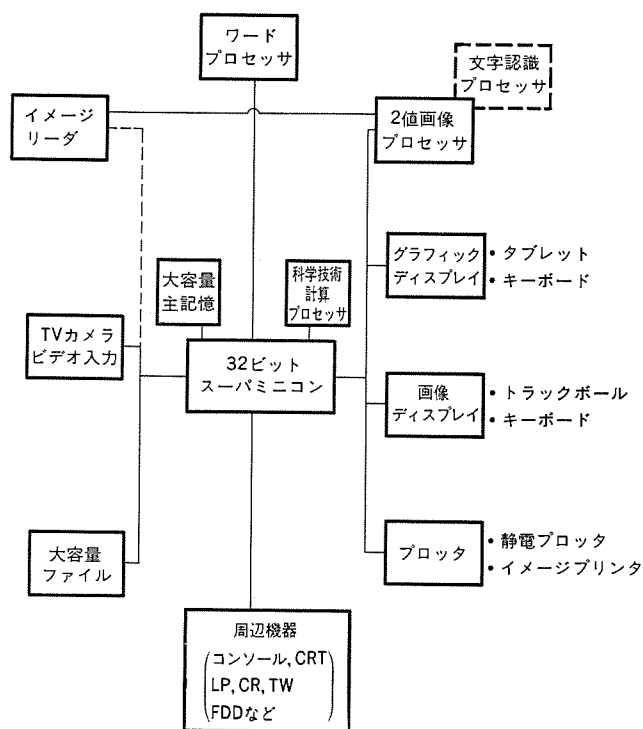 ワード
プロセッサ
文字認識
プロセッサ
イメージ
リーダ
2値画像
プロセッサ
グラフィック
ディスプレイ
・タブレット
・キーボード
大容量
主記憶
科学技術
計算
プロセッサ
TVカメラ
ビデオ入力
32ビット
スーパミニコン
画像
ディスプレイ
・トラックボール
・キーボード
大容量
ファイル
プロッタ
・静電プロッタ
・イメージプリンタ
周辺機器
コンソール, CRT
LP, CR, TW
FDDなど